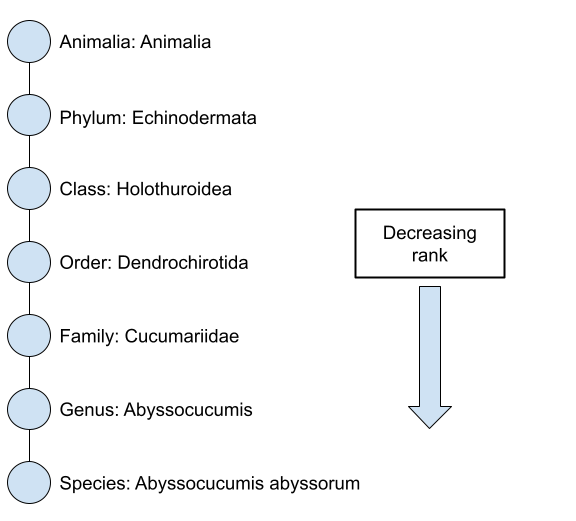 Animalia: Animalia
Phylum: Echinodermata
Class: Holothuroidea
Order: Dendrochirotida
Family: Cucumariidae
Genus: Abyssocucumis
Species: Abyssocucumis abyssorum
Decreasing
rank